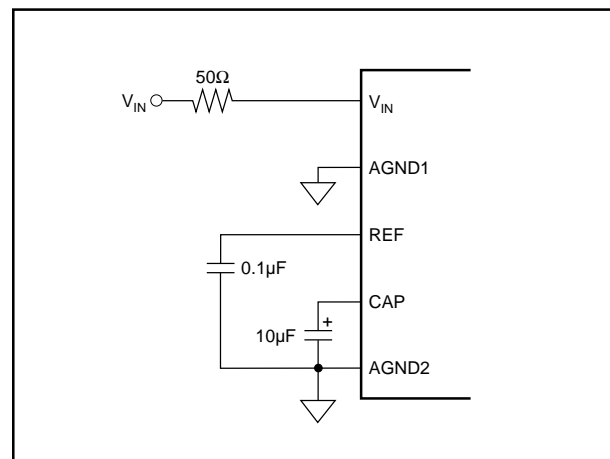 50Ω
V_IN
V_IN
AGND1
REF
0.1µF
CAP
+
10µF
AGND2